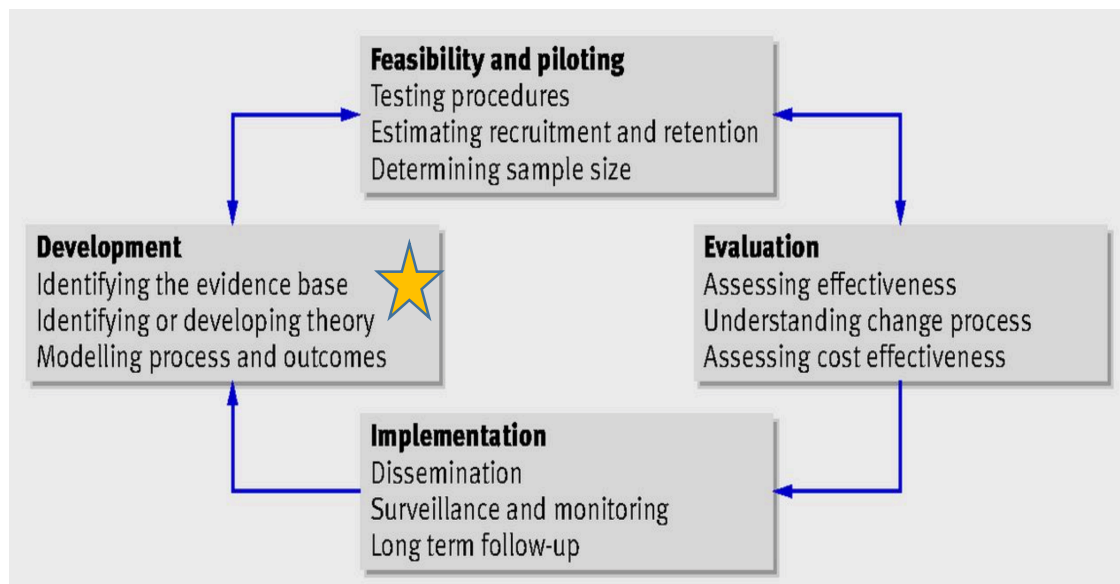 Feasibility and piloting
Testing procedures
Estimating recruitment and retention
Determining sample size
Development
Identifying the evidence base
Identifying or developing theory
Modelling process and outcomes
Evaluation
Assessing effectiveness
Understanding change process
Assessing cost effectiveness
Implementation
Dissemination
Surveillance and monitoring
Long term follow-up